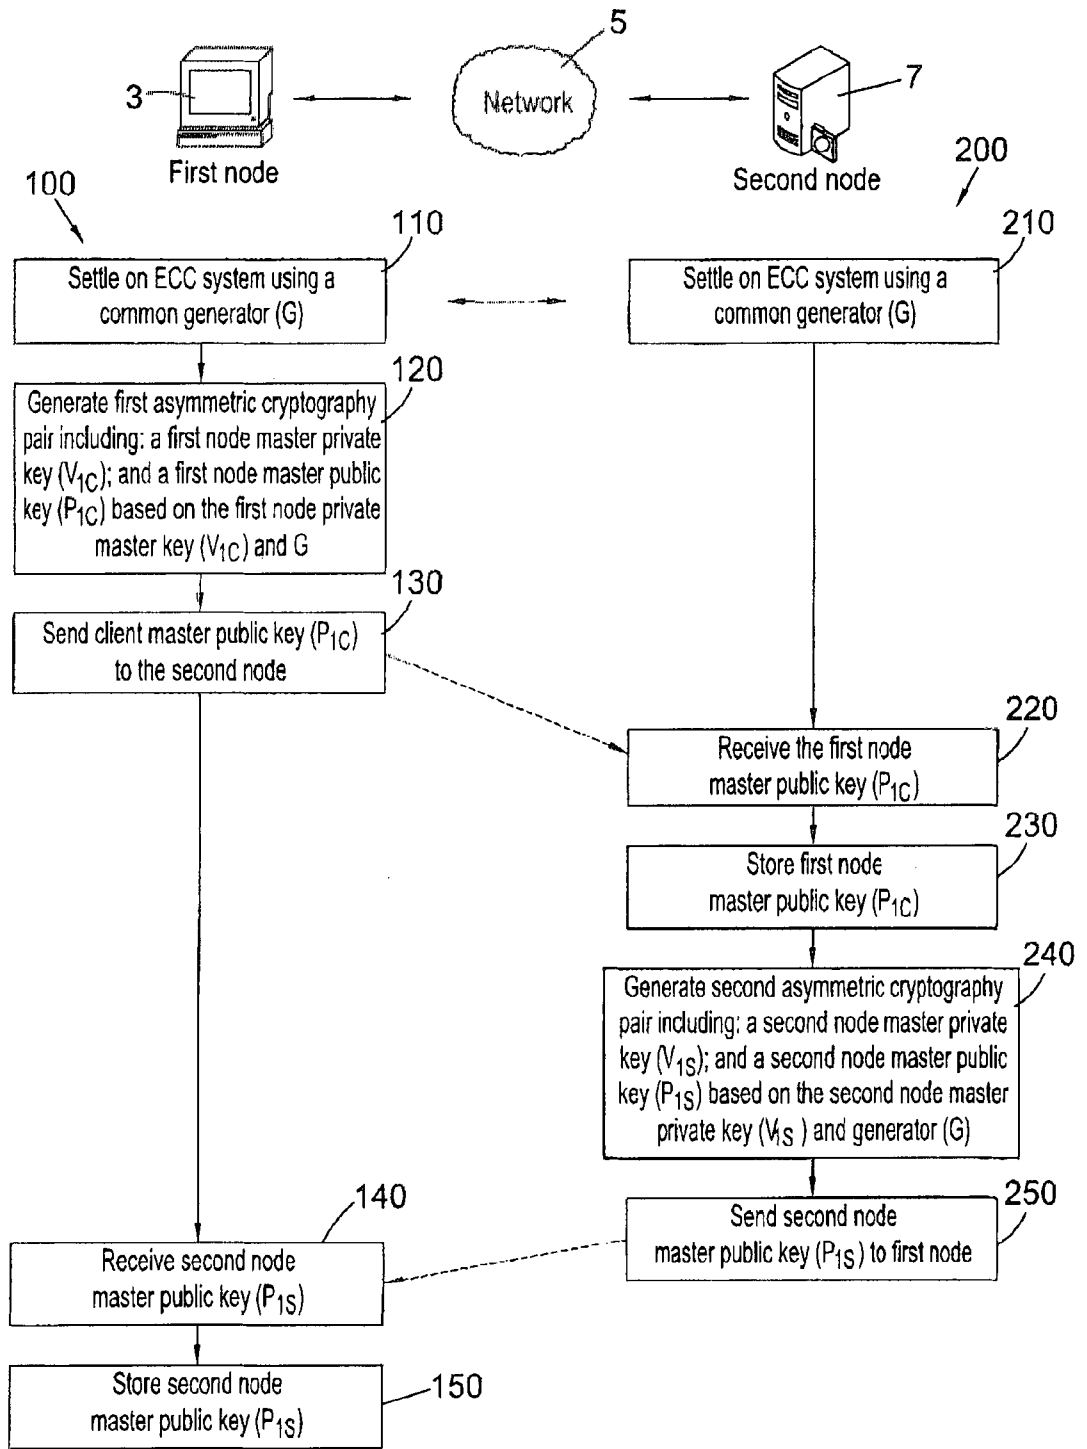 5
3
Network
7
First node
Second node
100
200
110
Settle on ECC system using a
common generator (G)
210
Settle on ECC system using a
common generator (G)
120
Generate first asymmetric cryptography
pair including: a first node master private
key (V1C); and a first node master public
key (P1C) based on the first node private
master key (V1C) and G
130
Send client master public key (P1C)
to the second node
220
Receive the first node
master public key (P1C)
230
Store first node
master public key (P1C)
240
Generate second asymmetric cryptography
pair including: a second node master private
key (V1S); and a second node master public
key (P1S) based on the second node master
private key (V1S ) and generator (G)
250
Send second node
master public key (P1S) to first node
140
Receive second node
master public key (P1S)
150
Store second node
master public key (P1S)